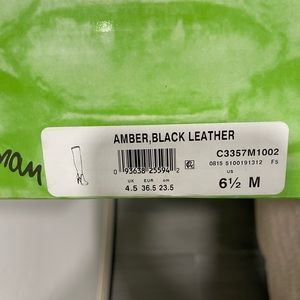 AMBER,BLACK LEATHER
C3357M1002
0815 5100191312 FS
0 93638 25594 2
UK EUR cm US
4.5 36.5 23.5 6½ M
man